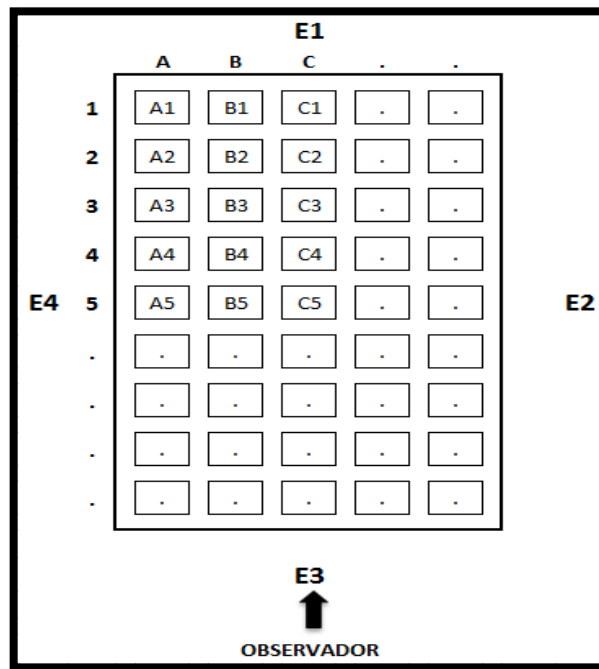 E1
A B C . .
1 A1 B1 C1 . .
2 A2 B2 C2 . .
3 A3 B3 C3 . .
4 A4 B4 C4 . .
E4 5 A5 B5 C5 . . E2
. . . . . .
. . . . . .
. . . . . .
. . . . . .
E3
OBSERVADOR